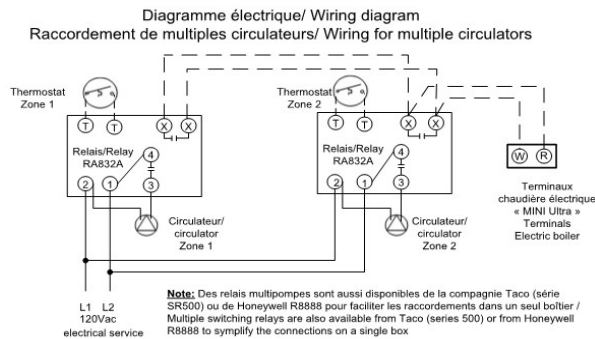 Diagramme électrique/ Wiring diagram
Raccordement de multiples circulateurs/ Wiring for multiple circulators
Thermostat
Zone 1
T
T
X
X
Relais/Relay
RA832A
4
2
1
3
Circulateur/
circulator
Zone 1
Thermostat
Zone 2
T
T
X
X
Relais/Relay
RA832A
4
2
1
3
Circulateur/
circulator
Zone 2
W
R
Terminaux
chaudière électrique
« MINI Ultra »
Terminals
Electric boiler
L1 L2
120Vac
electrical service
Note: Des relais multipompes sont aussi disponibles de la compagnie Taco (série
SR500) ou de Honeywell R8888 pour faciliter les raccordements dans un seul boîtier /
Multiple switching relays are also available from Taco (series 500) or from Honeywell
R8888 to symplify the connections on a single box